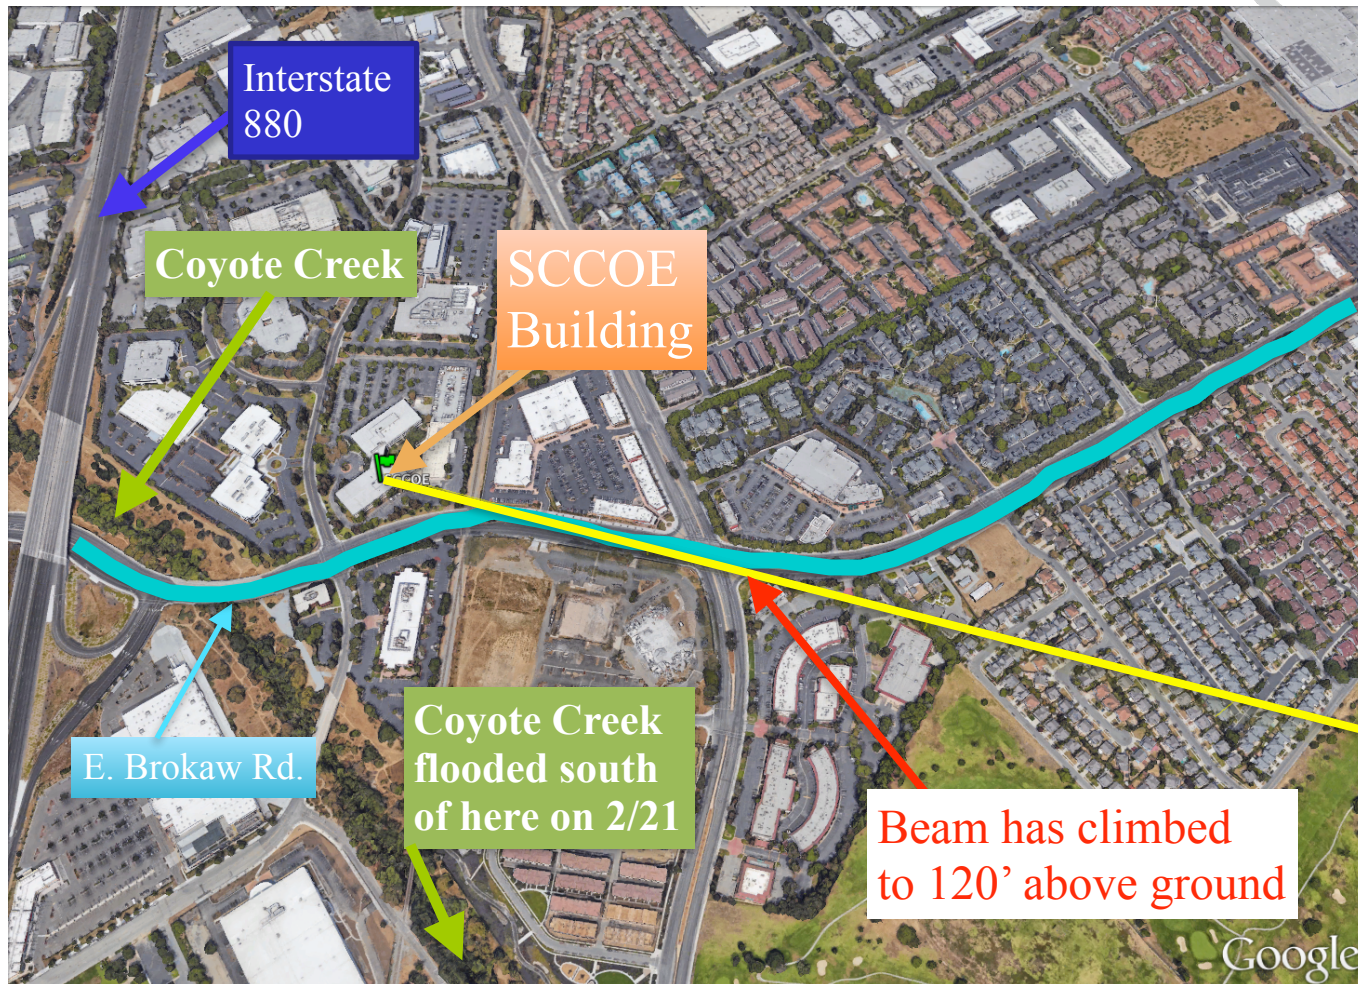 Interstate
880
Coyote Creek
SCCOE
Building
SCCOE
E. Brokaw Rd.
Coyote Creek
flooded south
of here on 2/21
Beam has climbed
to 120’ above ground
Google